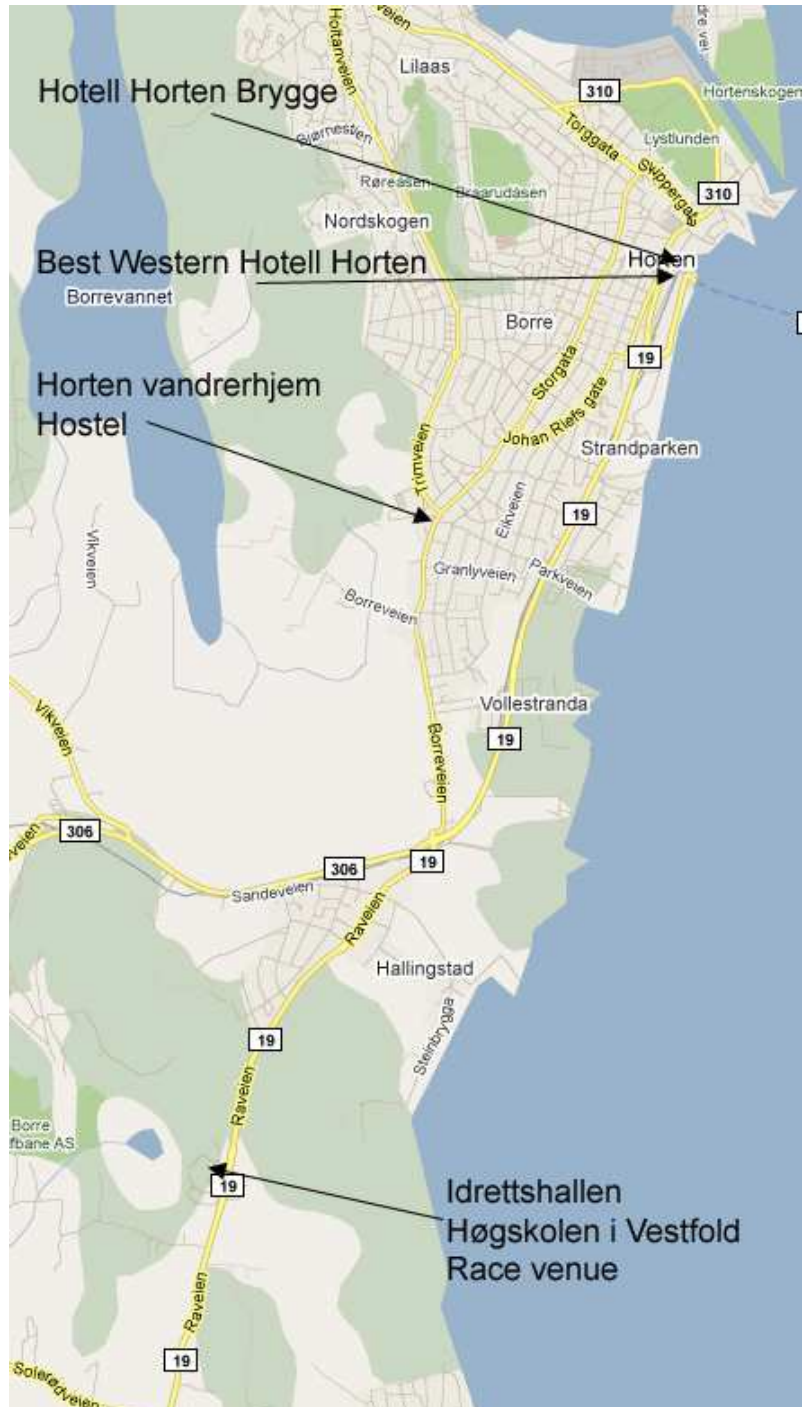 raveien
Holtanveien
Lilaas
310
Hortenskogen
Hotell Horten Brygge
Torggata
Lystlunden
Bjørnestien
Skippergata
Røreåsen
Braarudåsen
310
Nordskogen
Best Western Hotell Horten
Horten
Borrevannet
Borre
19
Storgata
Horten vandrerhjem
Hostel
Johan Riefs gate
Strandparken
Trimveien
Eikveien
19
Vikveien
Granlyveien
Parkveien
Borreveien
Vollestranda
Vikveien
19
Borreveien
306
19
306
Sandeveien
Raveien
Hallingstad
Steinbrygga
19
Raveien
Borre
fbane AS
19
Idrettshallen
Høgskolen i Vestfold
Race venue
Raveien
19
Solerødveien